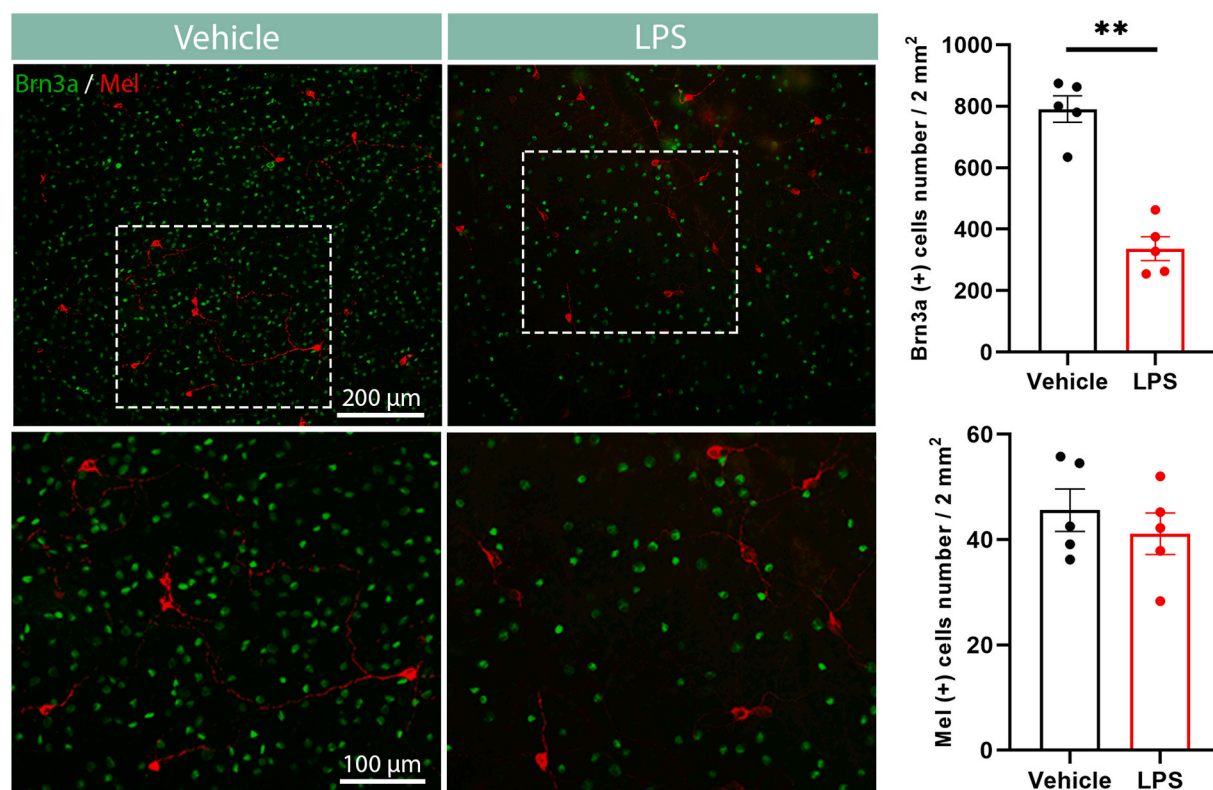 Vehicle
LPS
Brn3a / Mel
200 µm
100 µm
**
Brn3a (+) cells number / 2 mm²
1000
800
600
400
200
0
Vehicle LPS
Mel (+) cells number / 2 mm²
60
40
20
0
Vehicle LPS